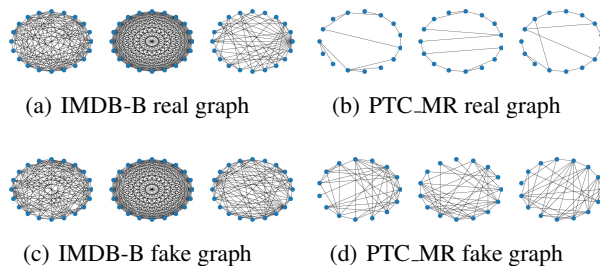 (a) IMDB-B real graph
(b) PTC_MR real graph
(c) IMDB-B fake graph
(d) PTC_MR fake graph